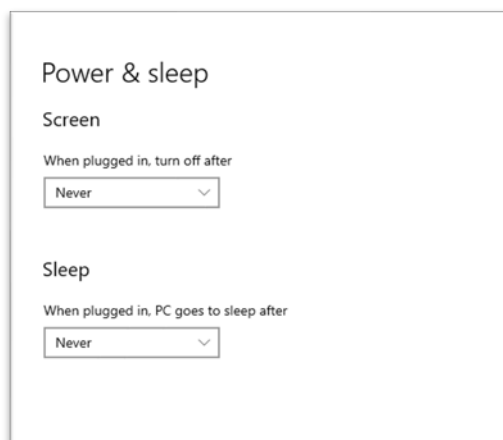 Power & sleep
Screen
When plugged in, turn off after
Never
Sleep
When plugged in, PC goes to sleep after
Never